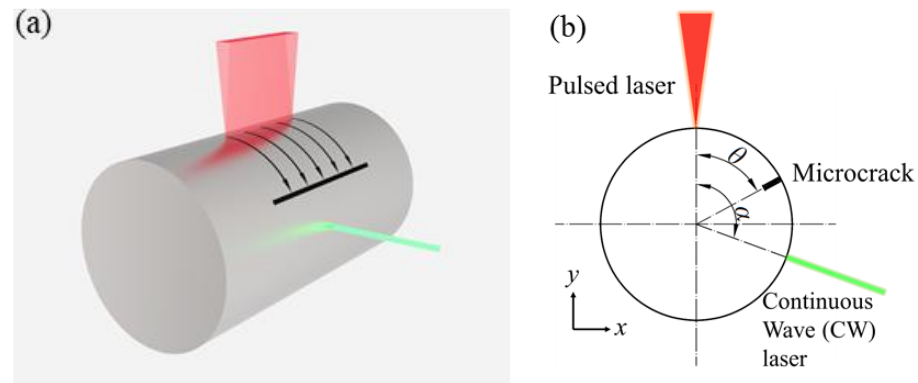 (a)
(b)
Pulsed laser
θ
Microcrack
α
y
x
Continuous
Wave (CW)
laser